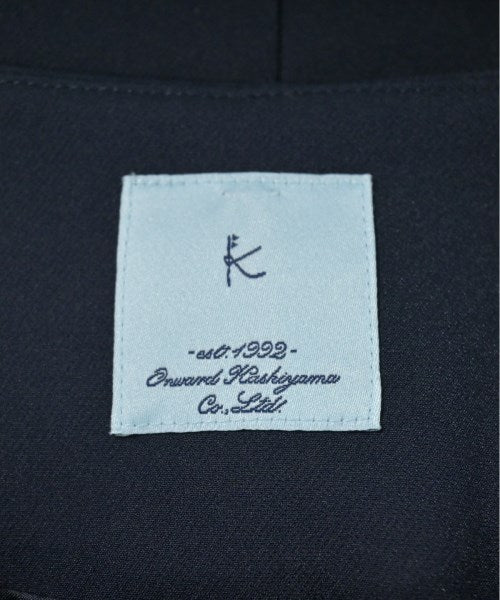 K
-est.1992-
Onward Kashiyama
Co., Ltd.